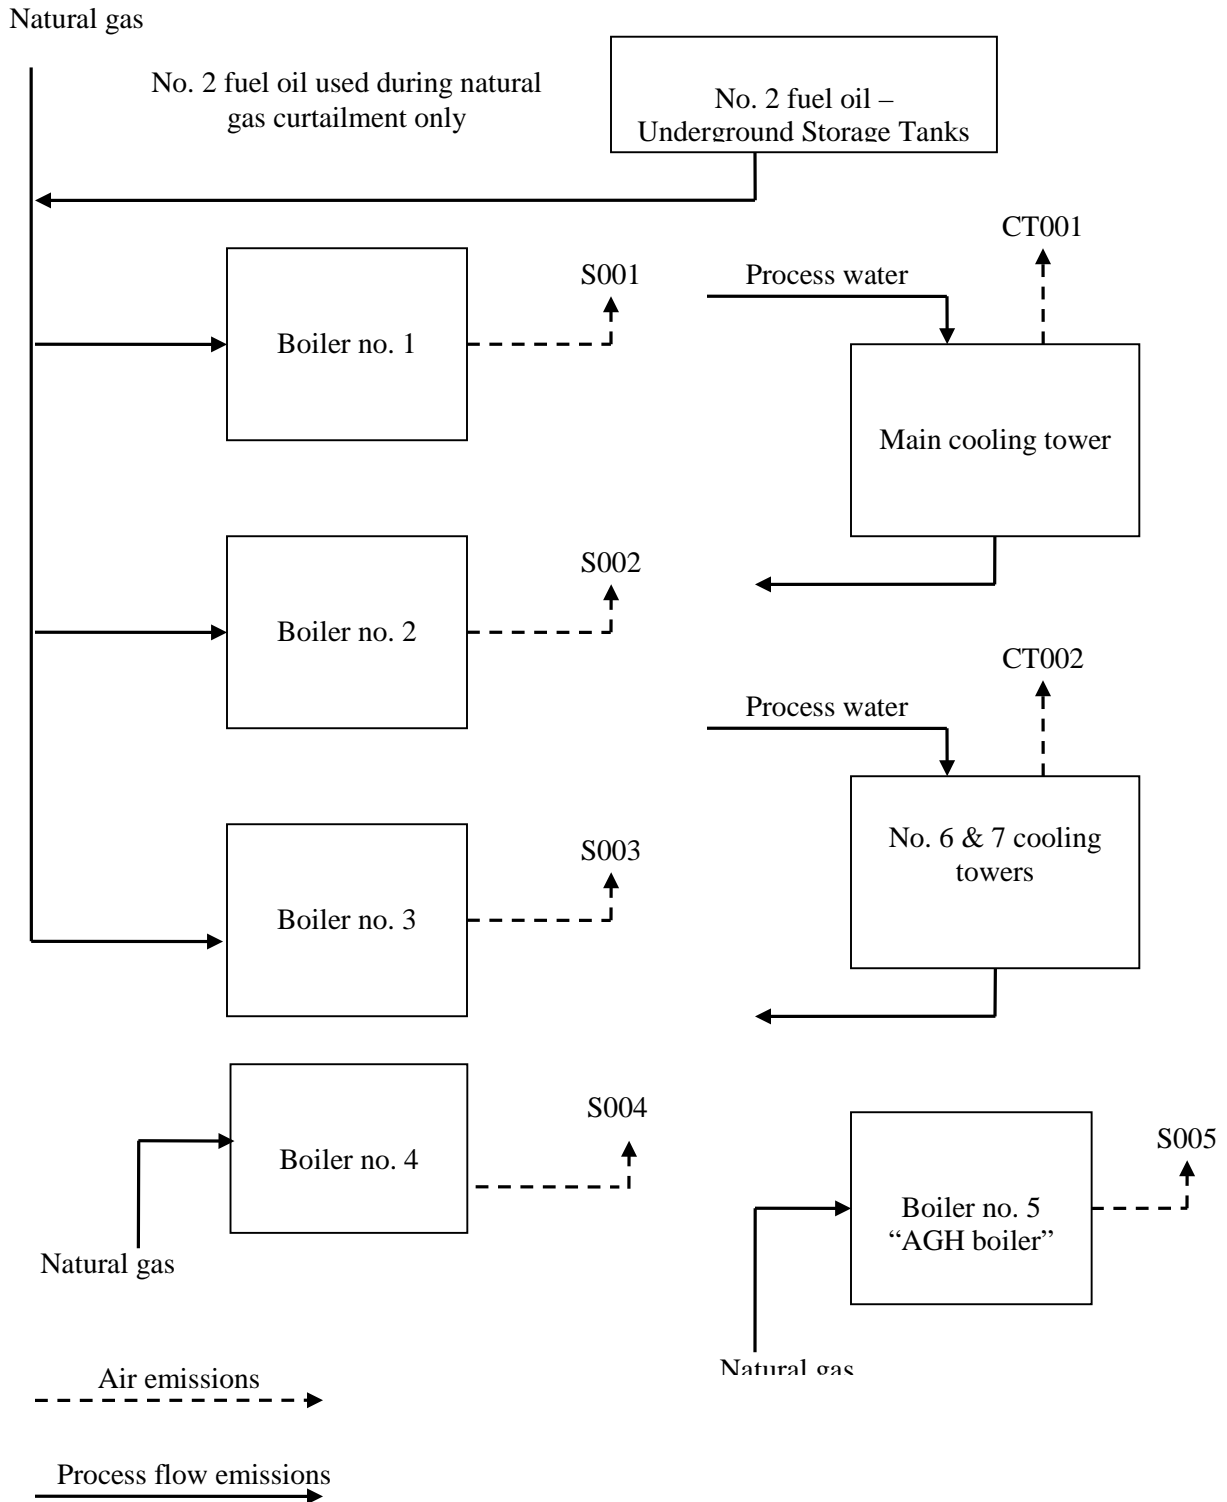 Natural gas
No. 2 fuel oil used during natural
gas curtailment only
No. 2 fuel oil –
Underground Storage Tanks
CT001
S001
Process water
Boiler no. 1
Main cooling tower
S002
Boiler no. 2
CT002
Process water
S003
No. 6 & 7 cooling
towers
Boiler no. 3
S004
S005
Boiler no. 4
Boiler no. 5
“AGH boiler”
Natural gas
Natural gas
Air emissions
Process flow emissions